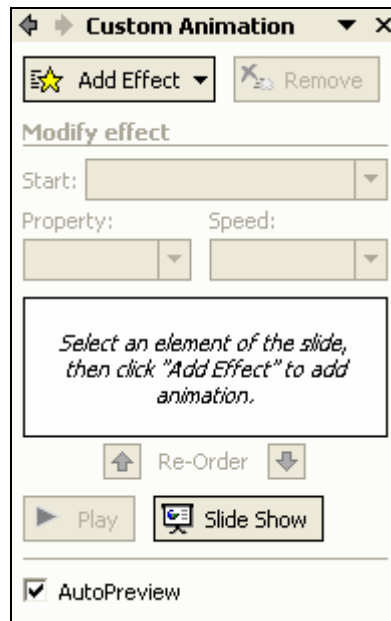 Custom Animation
Add Effect Remove
Modify effect
Start:
Property: Speed:
Select an element of the slide,
then click "Add Effect" to add
animation.
Re-Order
Play Slide Show
AutoPreview